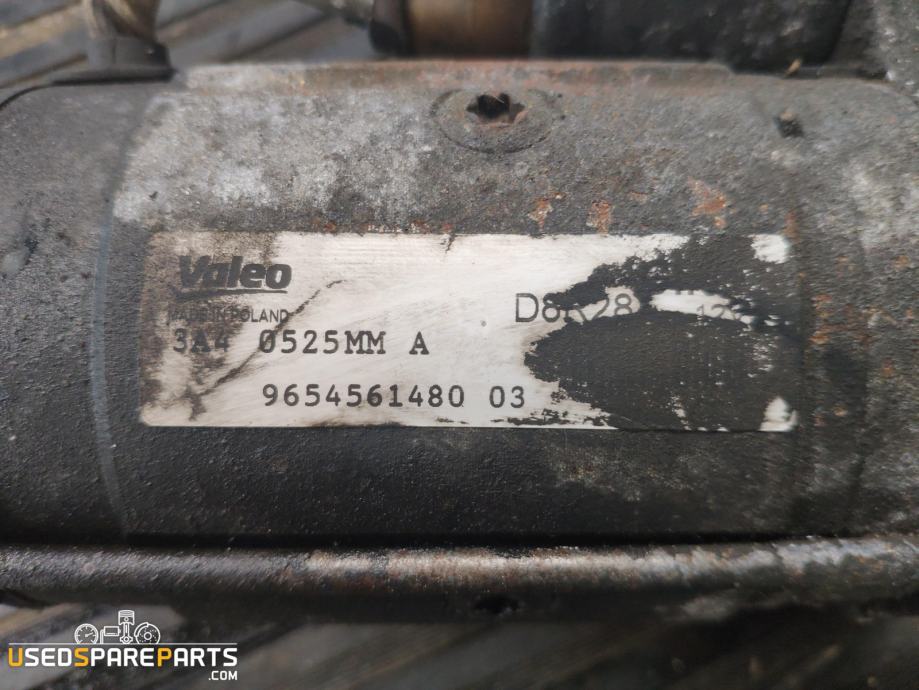 Valeo
MADE IN POLAND
3A4 0525MM A
9654561480 03
USEDSPAREPARTS
.COM